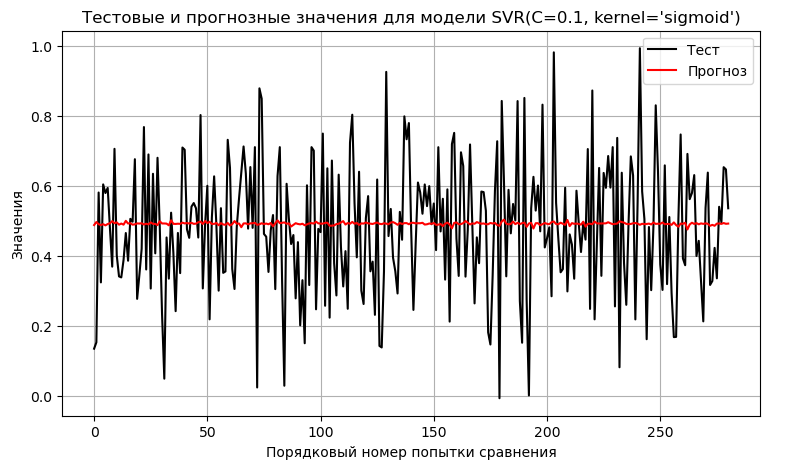 Тестовые и прогнозные значения для модели SVR(C=0.1, kernel='sigmoid')
Тест
Прогноз
Значения
1.0
0.8
0.6
0.4
0.2
0.0
0
50
100
150
200
250
Порядковый номер попытки сравнения